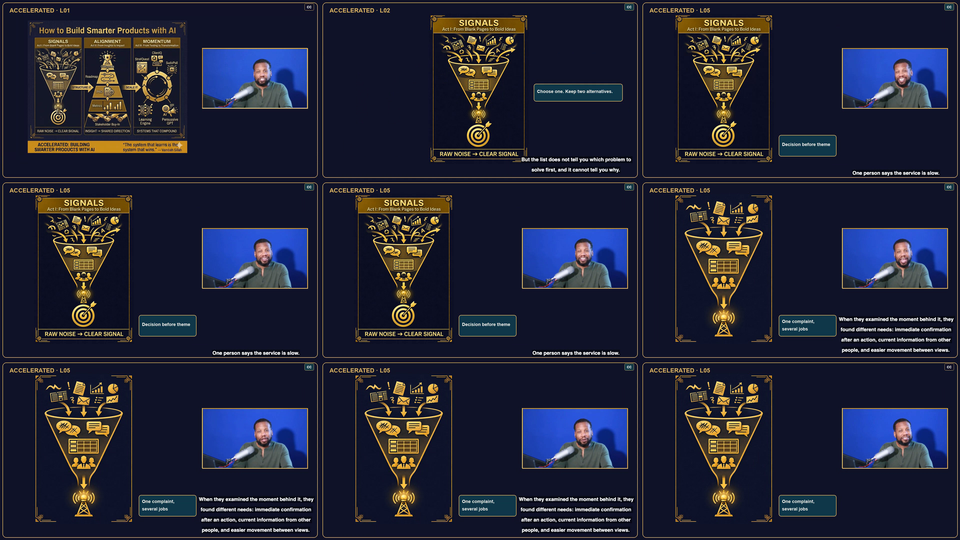 ACCELERATED · L01
CC
How to Build Smarter Products with AI
SIGNALS
ALIGNMENT
MOMENTUM
RAW NOISE → CLEAR SIGNAL
INSIGHT → SHARED DIRECTION
SYSTEMS THAT COMPOUND
ACCELERATED: BUILDING
SMARTER PRODUCTS WITH AI
"The system that learns is the
system that wins."
ACCELERATED · L02
CC
SIGNALS
Act I: From Blank Pages to Bold Ideas
RAW NOISE → CLEAR SIGNAL
Choose one. Keep two alternatives.
But the list does not tell you which problem to
solve first, and it cannot tell you why.
ACCELERATED · L05
CC
SIGNALS
Act I: From Blank Pages to Bold Ideas
RAW NOISE → CLEAR SIGNAL
Decision before theme
One person says the service is slow.
ACCELERATED · L05
CC
SIGNALS
Act I: From Blank Pages to Bold Ideas
RAW NOISE → CLEAR SIGNAL
Decision before theme
One person says the service is slow.
ACCELERATED · L05
CC
SIGNALS
Act I: From Blank Pages to Bold Ideas
RAW NOISE → CLEAR SIGNAL
Decision before theme
One person says the service is slow.
ACCELERATED · L05
CC
One complaint,
several jobs
When they examined the moment behind it, they
found different needs: immediate confirmation
after an action, current information from other
people, and easier movement between views.
ACCELERATED · L05
CC
One complaint,
several jobs
When they examined the moment behind it, they
found different needs: immediate confirmation
after an action, current information from other
people, and easier movement between views.
ACCELERATED · L05
CC
One complaint,
several jobs
When they examined the moment behind it, they
found different needs: immediate confirmation
after an action, current information from other
people, and easier movement between views.
ACCELERATED · L05
CC
One complaint,
several jobs